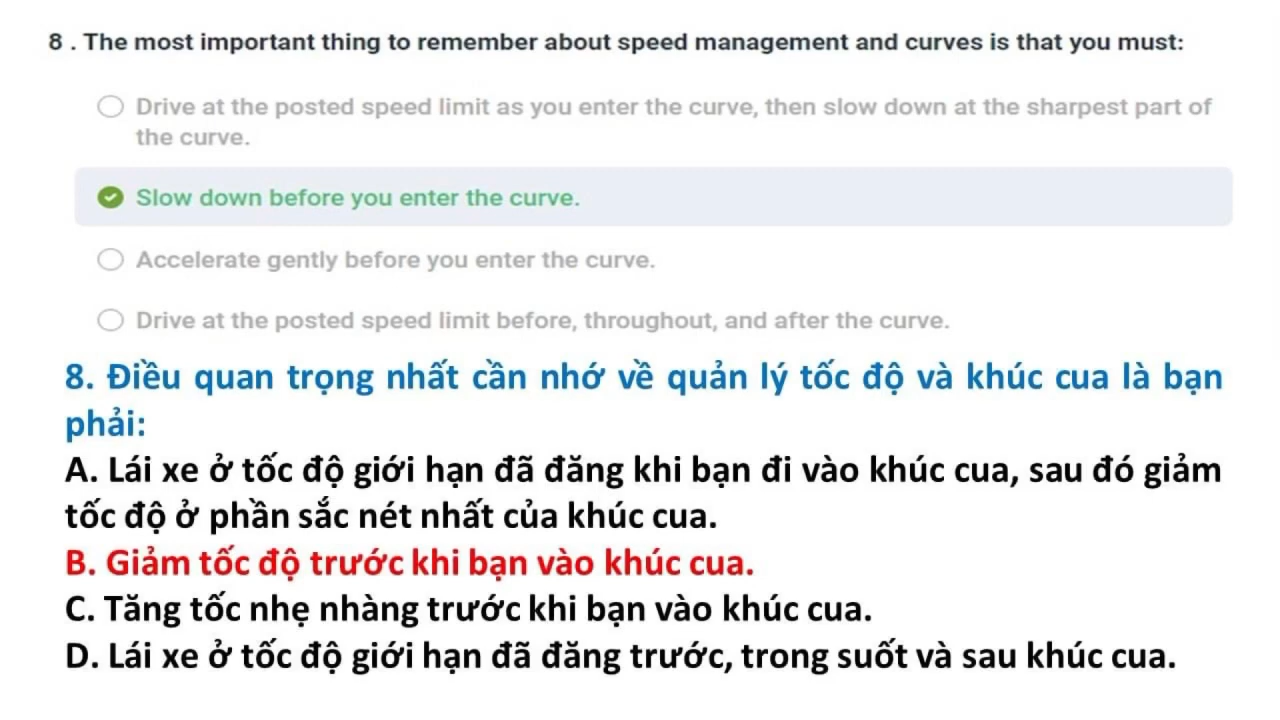 8 . The most important thing to remember about speed management and curves is that you must:
Drive at the posted speed limit as you enter the curve, then slow down at the sharpest part of
the curve.
Slow down before you enter the curve.
Accelerate gently before you enter the curve.
Drive at the posted speed limit before, throughout, and after the curve.
8. Điều quan trọng nhất cần nhớ về quản lý tốc độ và khúc cua là bạn
phải:
A. Lái xe ở tốc độ giới hạn đã đăng khi bạn đi vào khúc cua, sau đó giảm
tốc độ ở phần sắc nét nhất của khúc cua.
B. Giảm tốc độ trước khi bạn vào khúc cua.
C. Tăng tốc nhẹ nhàng trước khi bạn vào khúc cua.
D. Lái xe ở tốc độ giới hạn đã đăng trước, trong suốt và sau khúc cua.